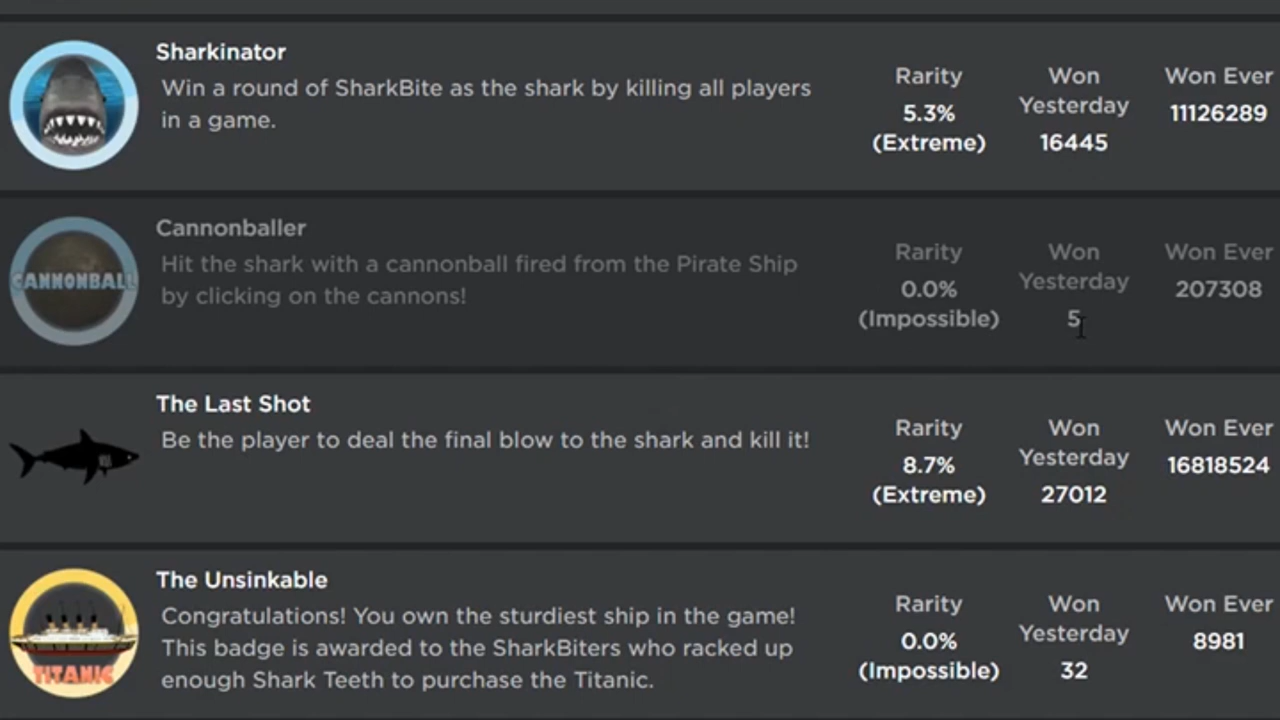 Sharkinator
Win a round of SharkBite as the shark by killing all players
in a game.
Rarity
5.3%
(Extreme)
Won
Yesterday
16445
Won Ever
11126289
CANNONBALL
Cannonballer
Hit the shark with a cannonball fired from the Pirate Ship
by clicking on the cannons!
Rarity
0.0%
(Impossible)
Won
Yesterday
5
Won Ever
207308
The Last Shot
Be the player to deal the final blow to the shark and kill it!
Rarity
8.7%
(Extreme)
Won
Yesterday
27012
Won Ever
16818524
TITANIC
The Unsinkable
Congratulations! You own the sturdiest ship in the game!
This badge is awarded to the SharkBiters who racked up
enough Shark Teeth to purchase the Titanic.
Rarity
0.0%
(Impossible)
Won
Yesterday
32
Won Ever
8981